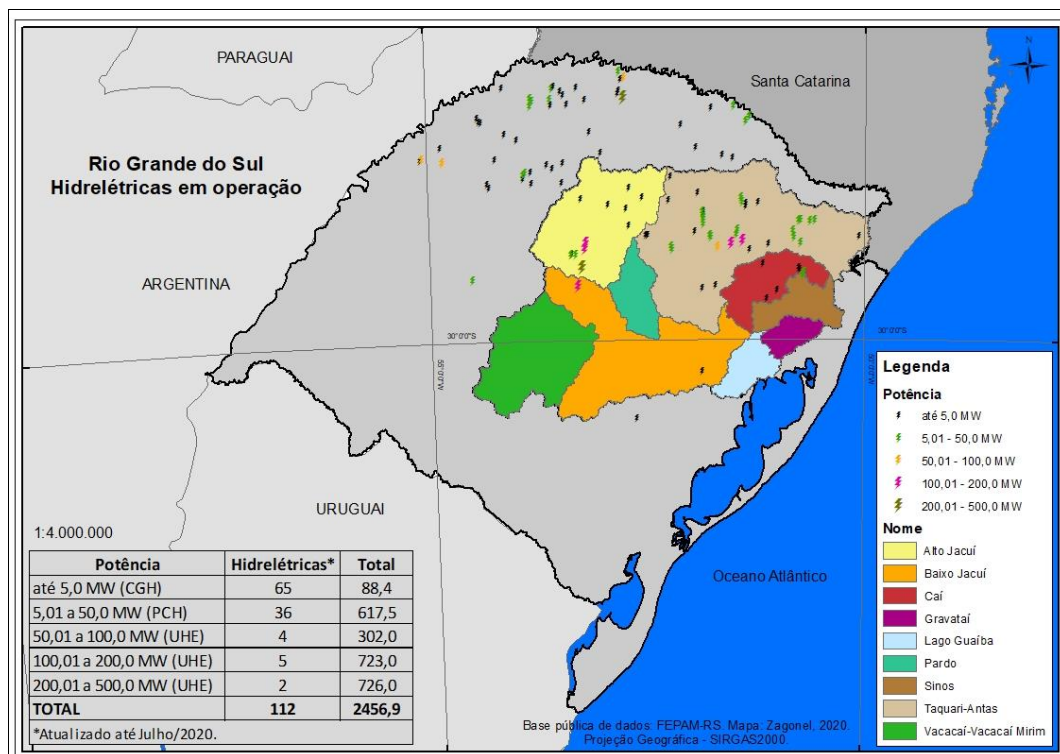 PARAGUAI
Santa Catarina
N
Rio Grande do Sul
Hidrelétricas em operação
ARGENTINA
30°0'0"S
30°0'0"S
URUGUAI
1:4.000.000
Oceano Atlântico
Potência Hidrelétricas* Total
até 5,0 MW (CGH) 65 88,4
5,01 a 50,0 MW (PCH) 36 617,5
50,01 a 100,0 MW (UHE) 4 302,0
100,01 a 200,0 MW (UHE) 5 723,0
200,01 a 500,0 MW (UHE) 2 726,0
TOTAL 112 2456,9
*Atualizado até Julho/2020.
Base pública de dados: FEPAM-RS. Mapa: Zagonel, 2020.
Projeção Geográfica - SIRGAS2000.
Legenda
Potência
até 5,0 MW
5,01 - 50,0 MW
50,01 - 100,0 MW
100,01 - 200,0 MW
200,01 - 500,0 MW
Nome
Alto Jacuí
Baixo Jacuí
Caí
Gravataí
Lago Guaíba
Pardo
Sinos
Taquari-Antas
Vacacaí-Vacacaí Mirim